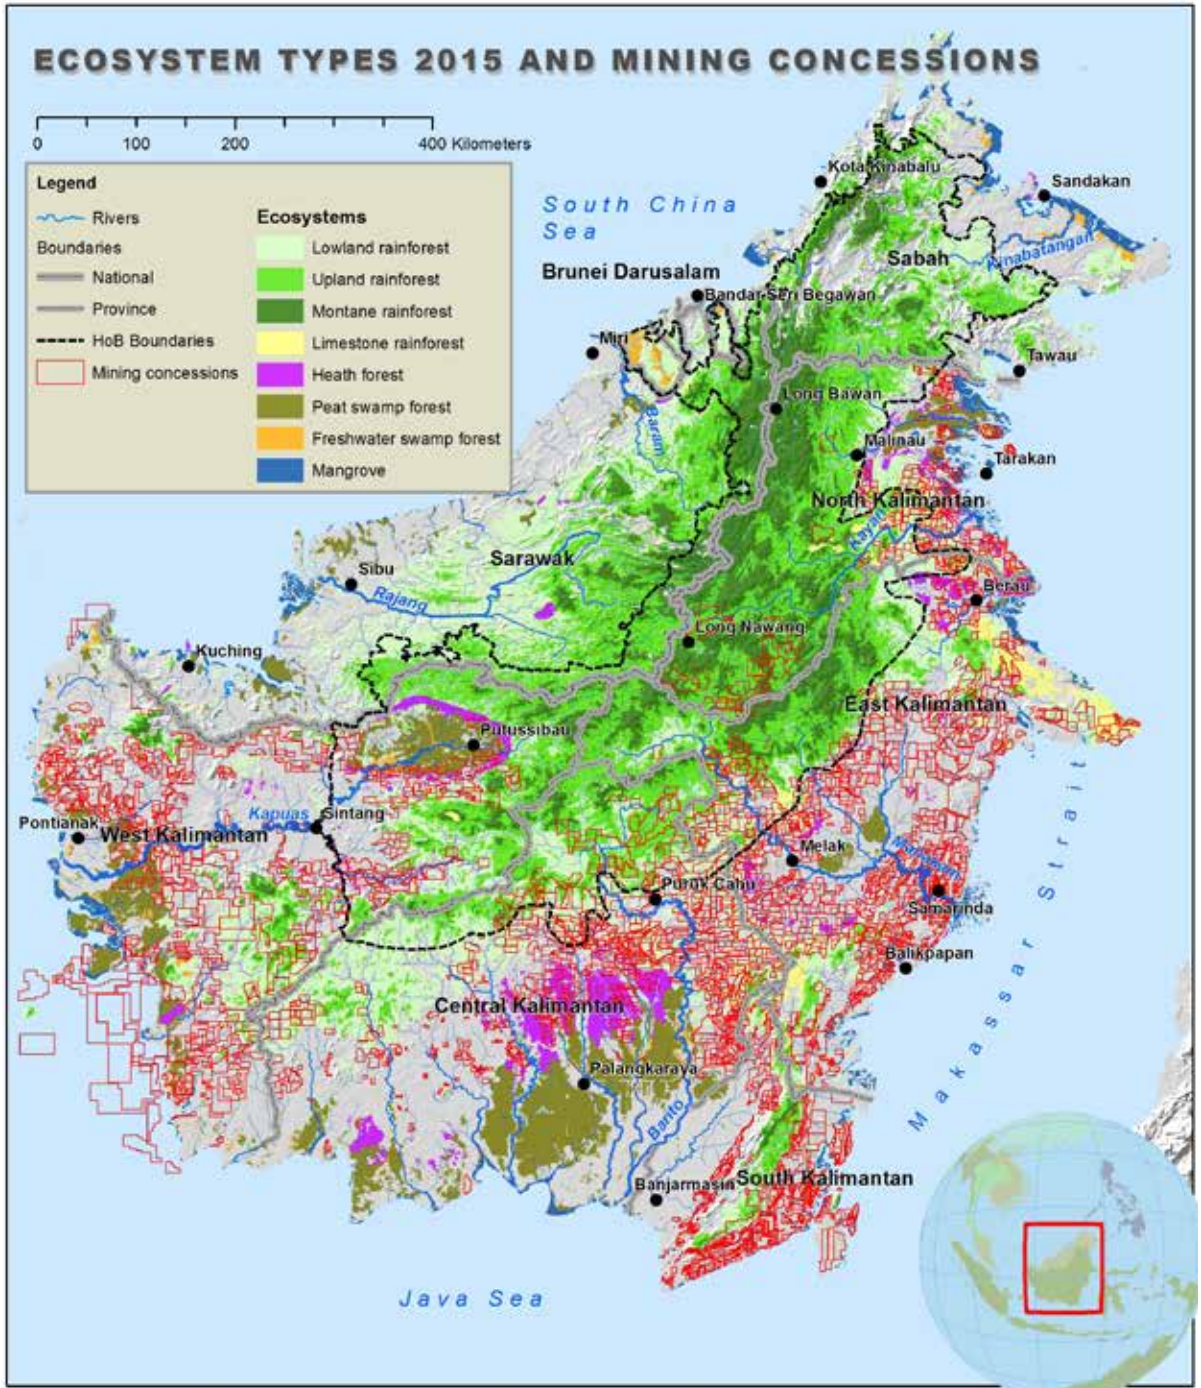 ECOSYSTEM TYPES 2015 AND MINING CONCESSIONS
0 100 200 400 Kilometers
Legend
Rivers
Boundaries
National
Province
HoB Boundaries
Mining concessions
Ecosystems
Lowland rainforest
Upland rainforest
Montane rainforest
Limestone rainforest
Heath forest
Peat swamp forest
Freshwater swamp forest
Mangrove
South China
Sea
Kota Kinabalu
Sandakan
Kinabatangan
Sabah
Brunei Darusalam
Bandar Seri Begawan
Miri
Tawau
Long Bawan
Baram
Malinau
Tarakan
North Kalimantan
Kayan
Sarawak
Sibu
Rajang
Berau
Long Nawang
Kuching
East Kalimantan
Putussibau
Kapuas
Sintang
Pontianak
West Kalimantan
Melak
Mahakam
Puruk Cahu
Samarinda
Balikpapan
Makassar Strait
Central Kalimantan
Palangkaraya
Barito
Banjarmasin
South Kalimantan
Java Sea